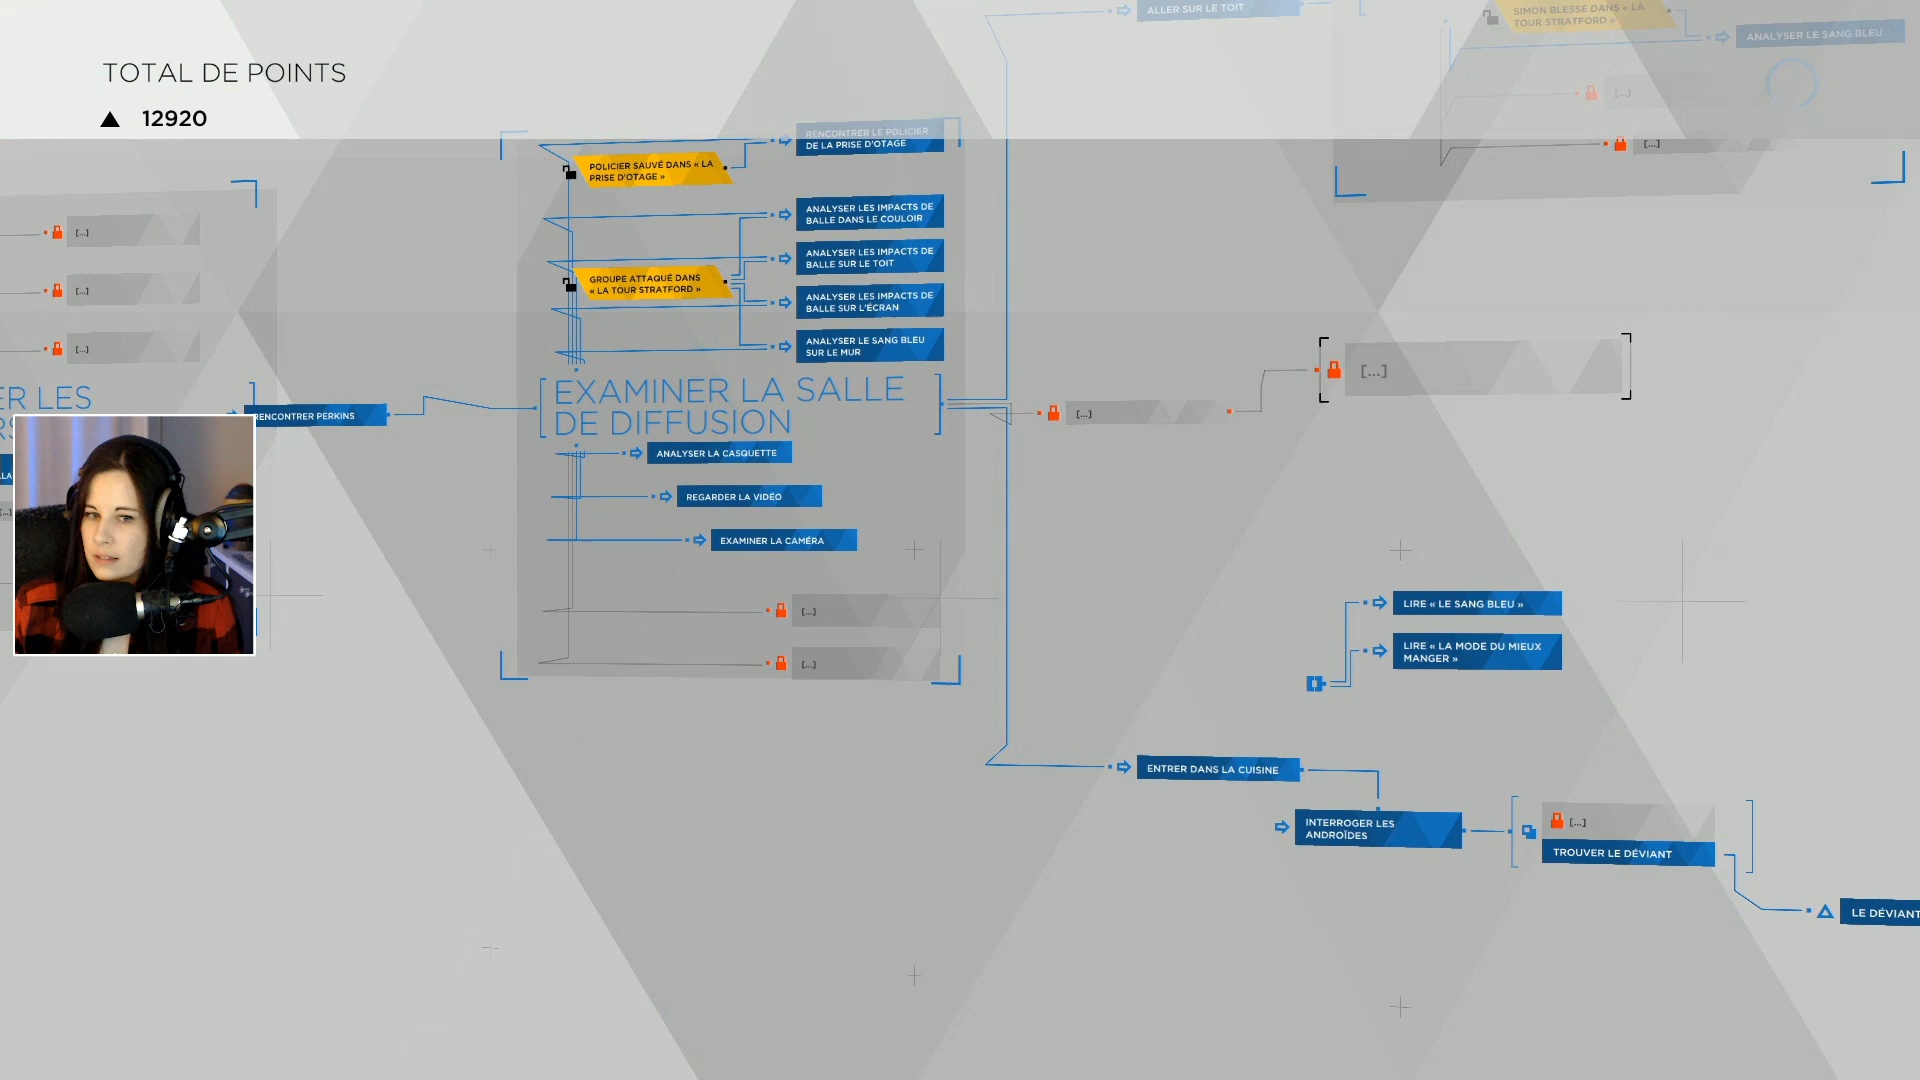 TOTAL DE POINTS
12920
ALLER SUR LE TOIT
SIMON BLESSÉ DANS « LA
TOUR STRATFORD »
ANALYSER LE SANG BLEU
[...]
[...]
RENCONTRER LE POLICIER
DE LA PRISE D'OTAGE
POLICIER SAUVÉ DANS « LA
PRISE D'OTAGE »
ANALYSER LES IMPACTS DE
BALLE DANS LE COULOIR
ANALYSER LES IMPACTS DE
BALLE SUR LE TOIT
GROUPE ATTAQUÉ DANS
« LA TOUR STRATFORD »
ANALYSER LES IMPACTS DE
BALLE SUR L'ÉCRAN
ANALYSER LE SANG BLEU
SUR LE MUR
[...]
[...]
[...]
ER LES
RENCONTRER PERKINS
EXAMINER LA SALLE
DE DIFFUSION
ANALYSER LA CASQUETTE
REGARDER LA VIDÉO
EXAMINER LA CAMÉRA
[...]
[...]
[...]
[...]
LIRE « LE SANG BLEU »
LIRE « LA MODE DU MIEUX
MANGER »
ENTRER DANS LA CUISINE
INTERROGER LES
ANDROÏDES
[...]
TROUVER LE DÉVIANT
LE DÉVIANT